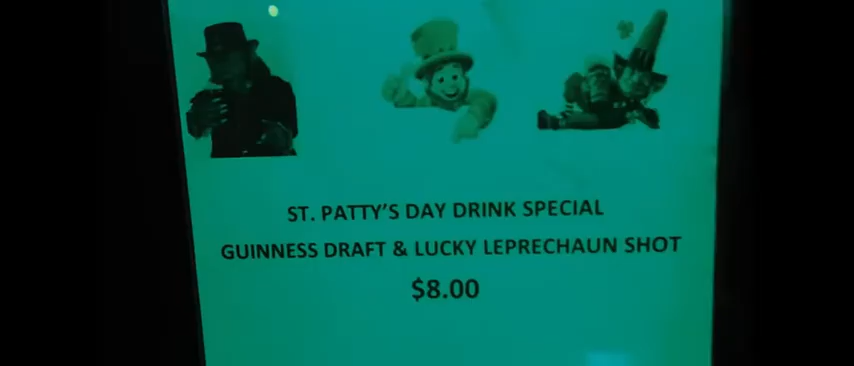 ST. PATTY'S DAY DRINK SPECIAL
GUINNESS DRAFT & LUCKY LEPRECHAUN SHOT
$8.00